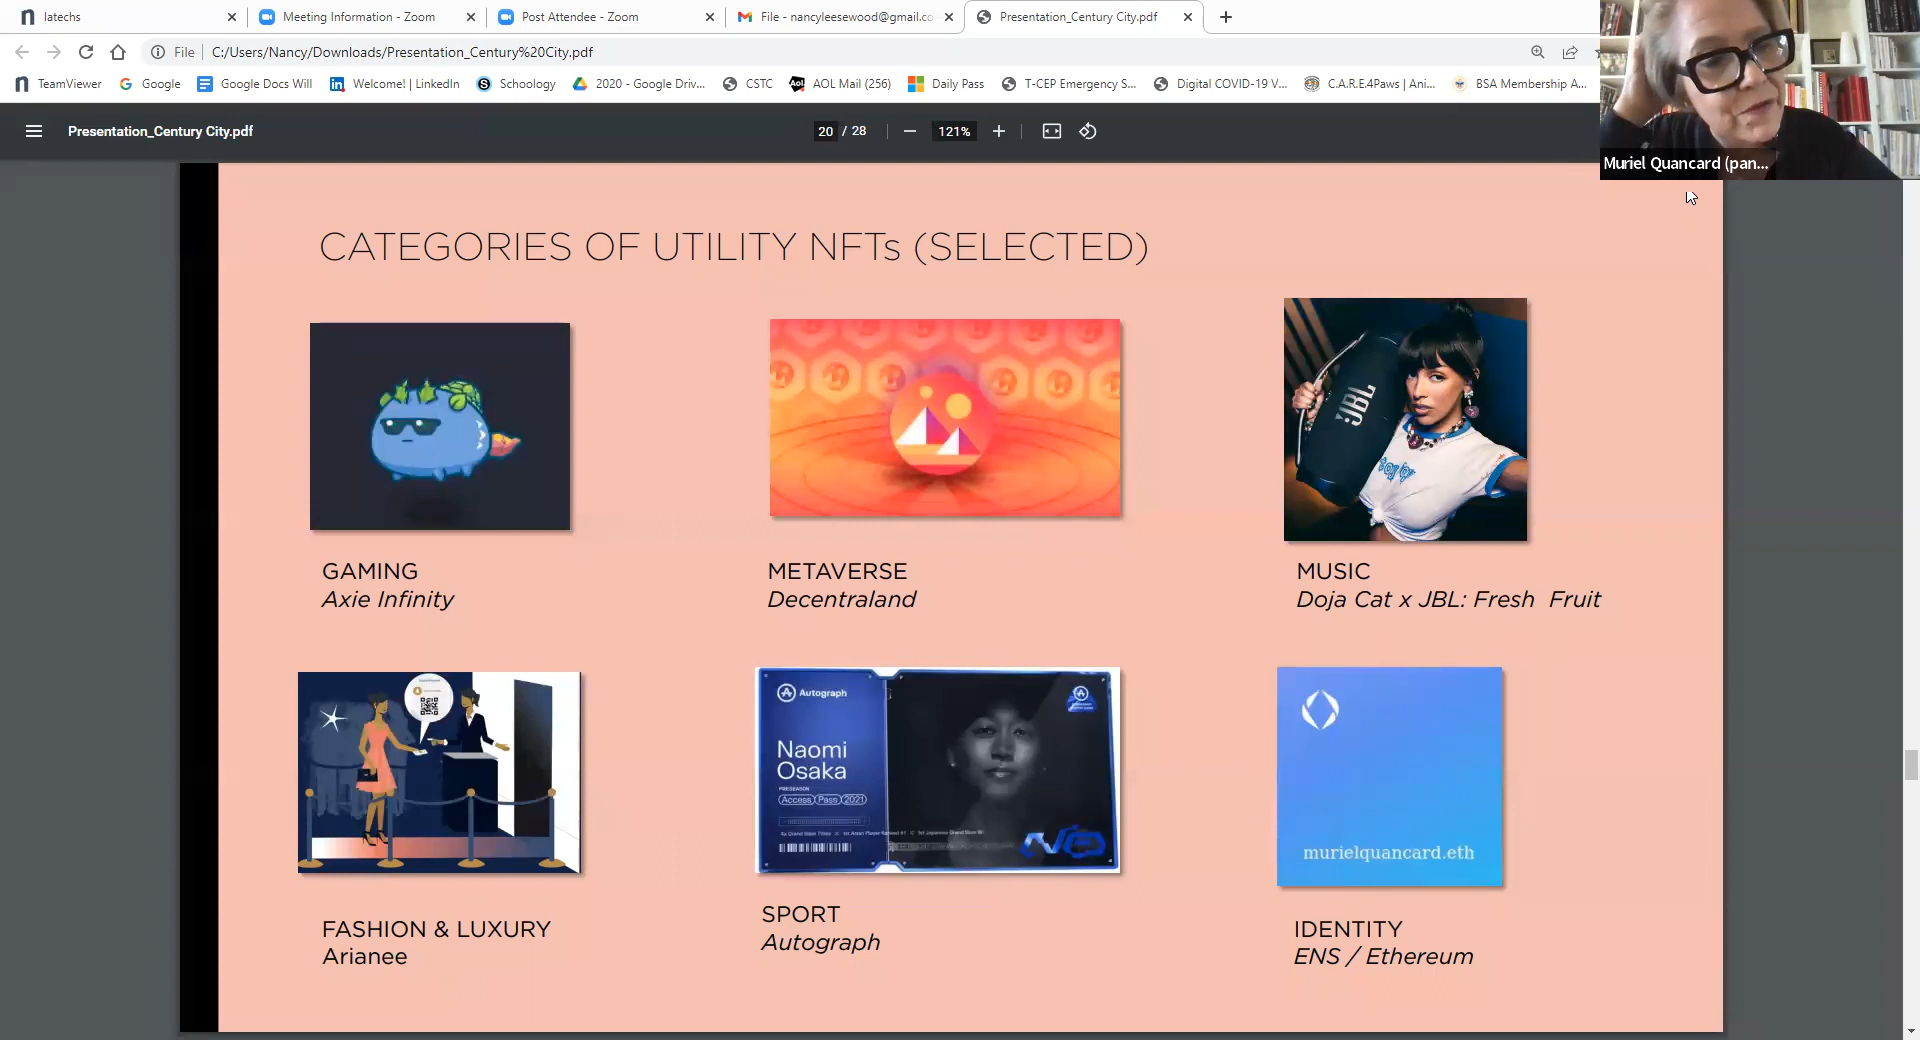 latechs
Meeting Information - Zoom
Post Attendee - Zoom
File - nancyleesewood@gmail.co
Presentation_Century City.pdf
File
C:/Users/Nancy/Downloads/Presentation_Century%20City.pdf
TeamViewer
Google
Google Docs Will
Welcome! | LinkedIn
Schoology
2020 - Google Driv...
CSTC
AOL Mail (256)
Daily Pass
T-CEP Emergency S...
Digital COVID-19 V...
C.A.R.E.4Paws | Ani...
BSA Membership A...
Presentation_Century City.pdf
20 / 28
121%
Muriel Quancard (pan...
CATEGORIES OF UTILITY NFTs (SELECTED)
JBL
GAMING
Axie Infinity
METAVERSE
Decentraland
MUSIC
Doja Cat x JBL: Fresh Fruit
Autograph
Naomi
Osaka
PRESEASON
Access Pass 2021
murielquancard.eth
FASHION & LUXURY
Arianee
SPORT
Autograph
IDENTITY
ENS / Ethereum